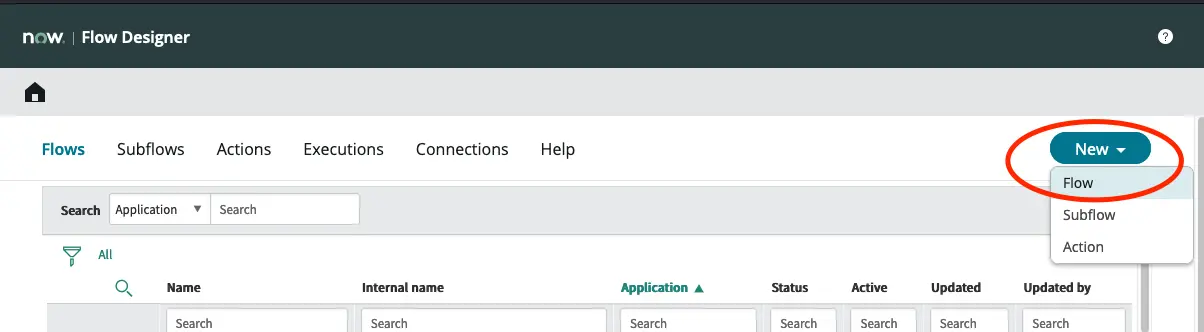 now. | Flow Designer
?
Flows Subflows Actions Executions Connections Help New
Flow
Search Application Search
Subflow
All Action
Name Internal name Application Status Active Updated Updated by
Search Search Search Search Search Search Search